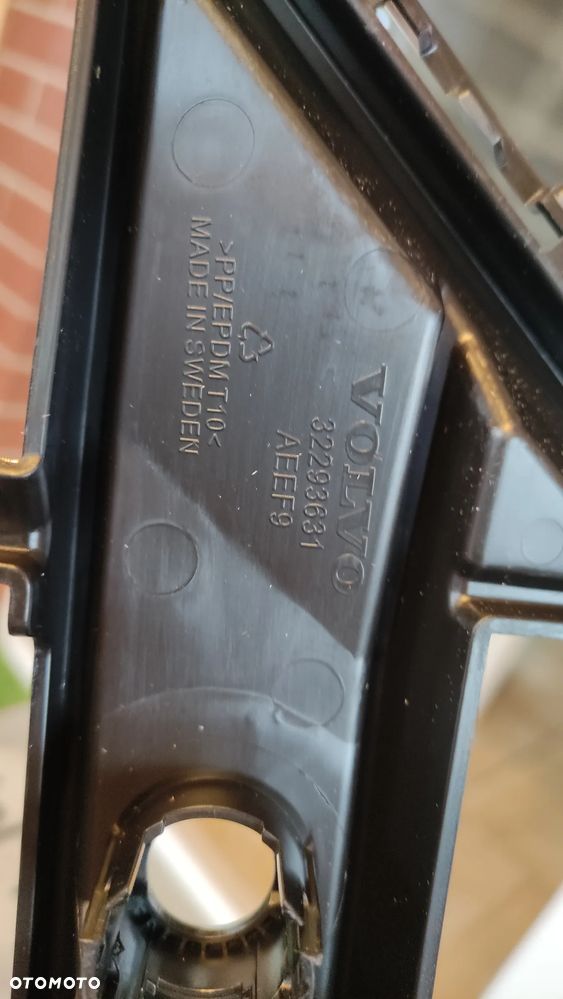 VOLVO
32293631
AEEF9
>PP/EPDM T10<
MADE IN SWEDEN
OTOMOTO